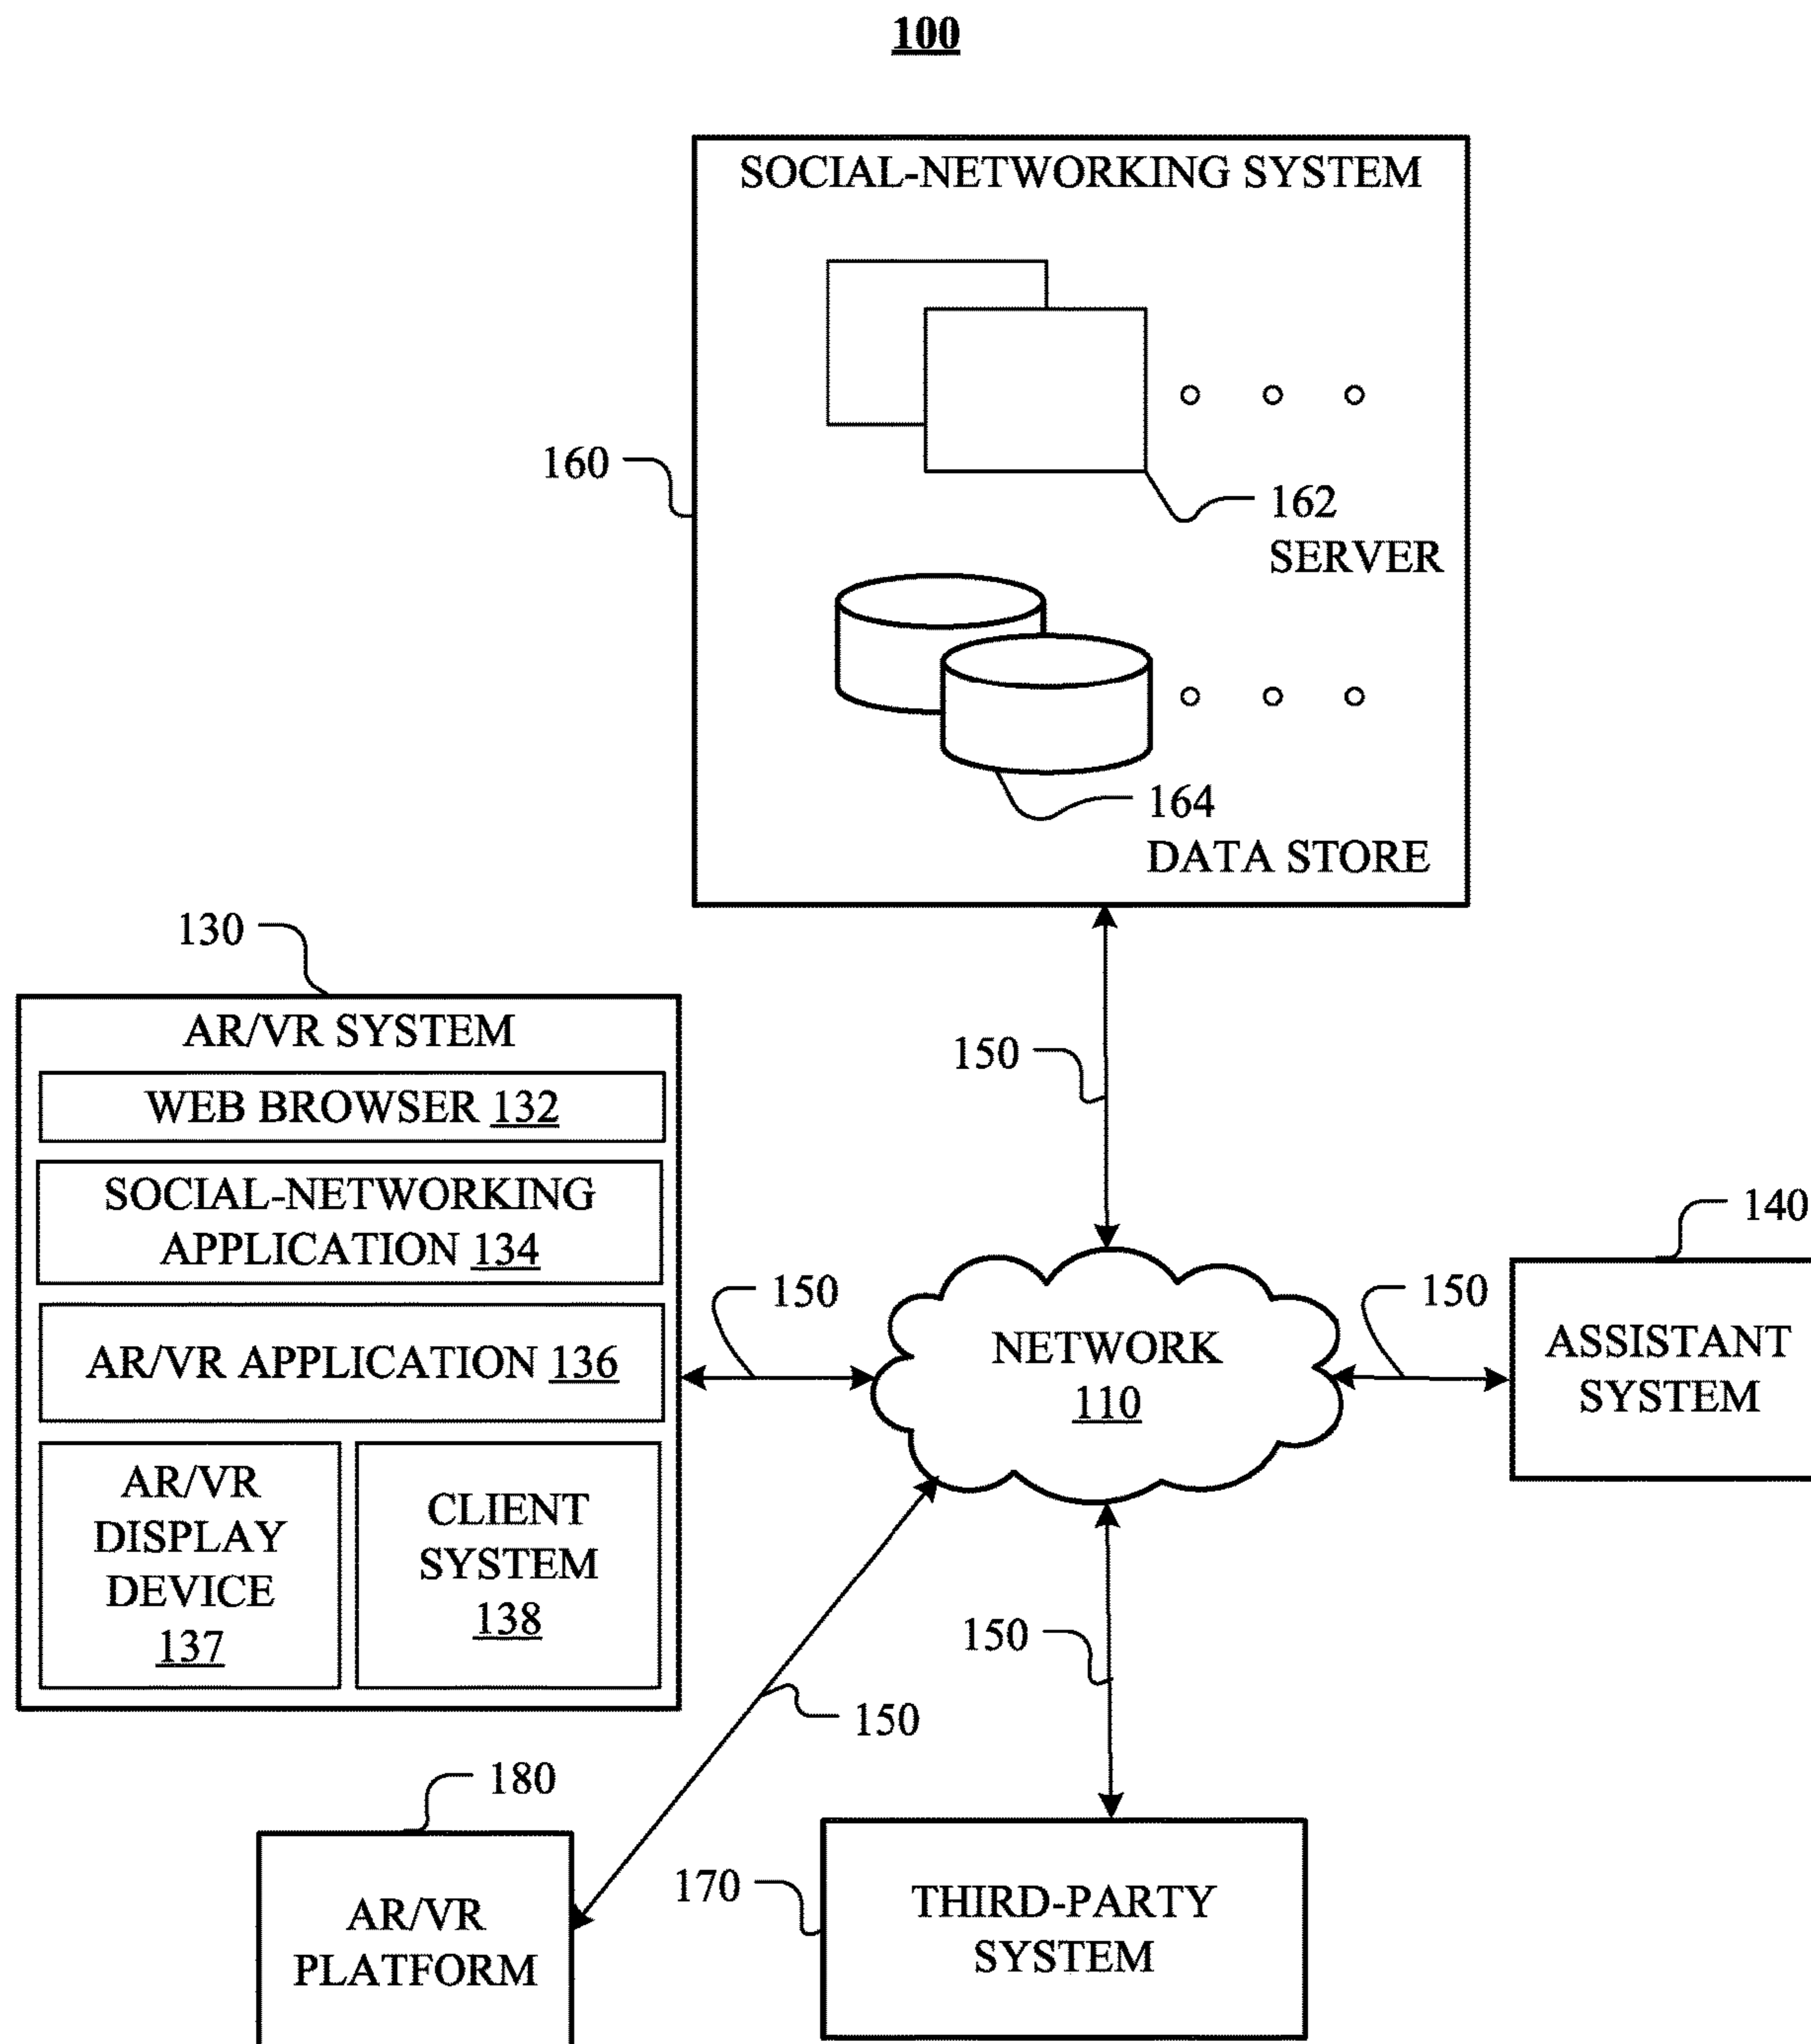 100
SOCIAL-NETWORKING SYSTEM
160
162
SERVER
164
DATA STORE
130
AR/VR SYSTEM
WEB BROWSER 132
SOCIAL-NETWORKING
APPLICATION 134
AR/VR APPLICATION 136
AR/VR
DISPLAY
DEVICE
137
CLIENT
SYSTEM
138
150
150
NETWORK
110
150
140
ASSISTANT
SYSTEM
150
150
180
AR/VR
PLATFORM
170
THIRD-PARTY
SYSTEM